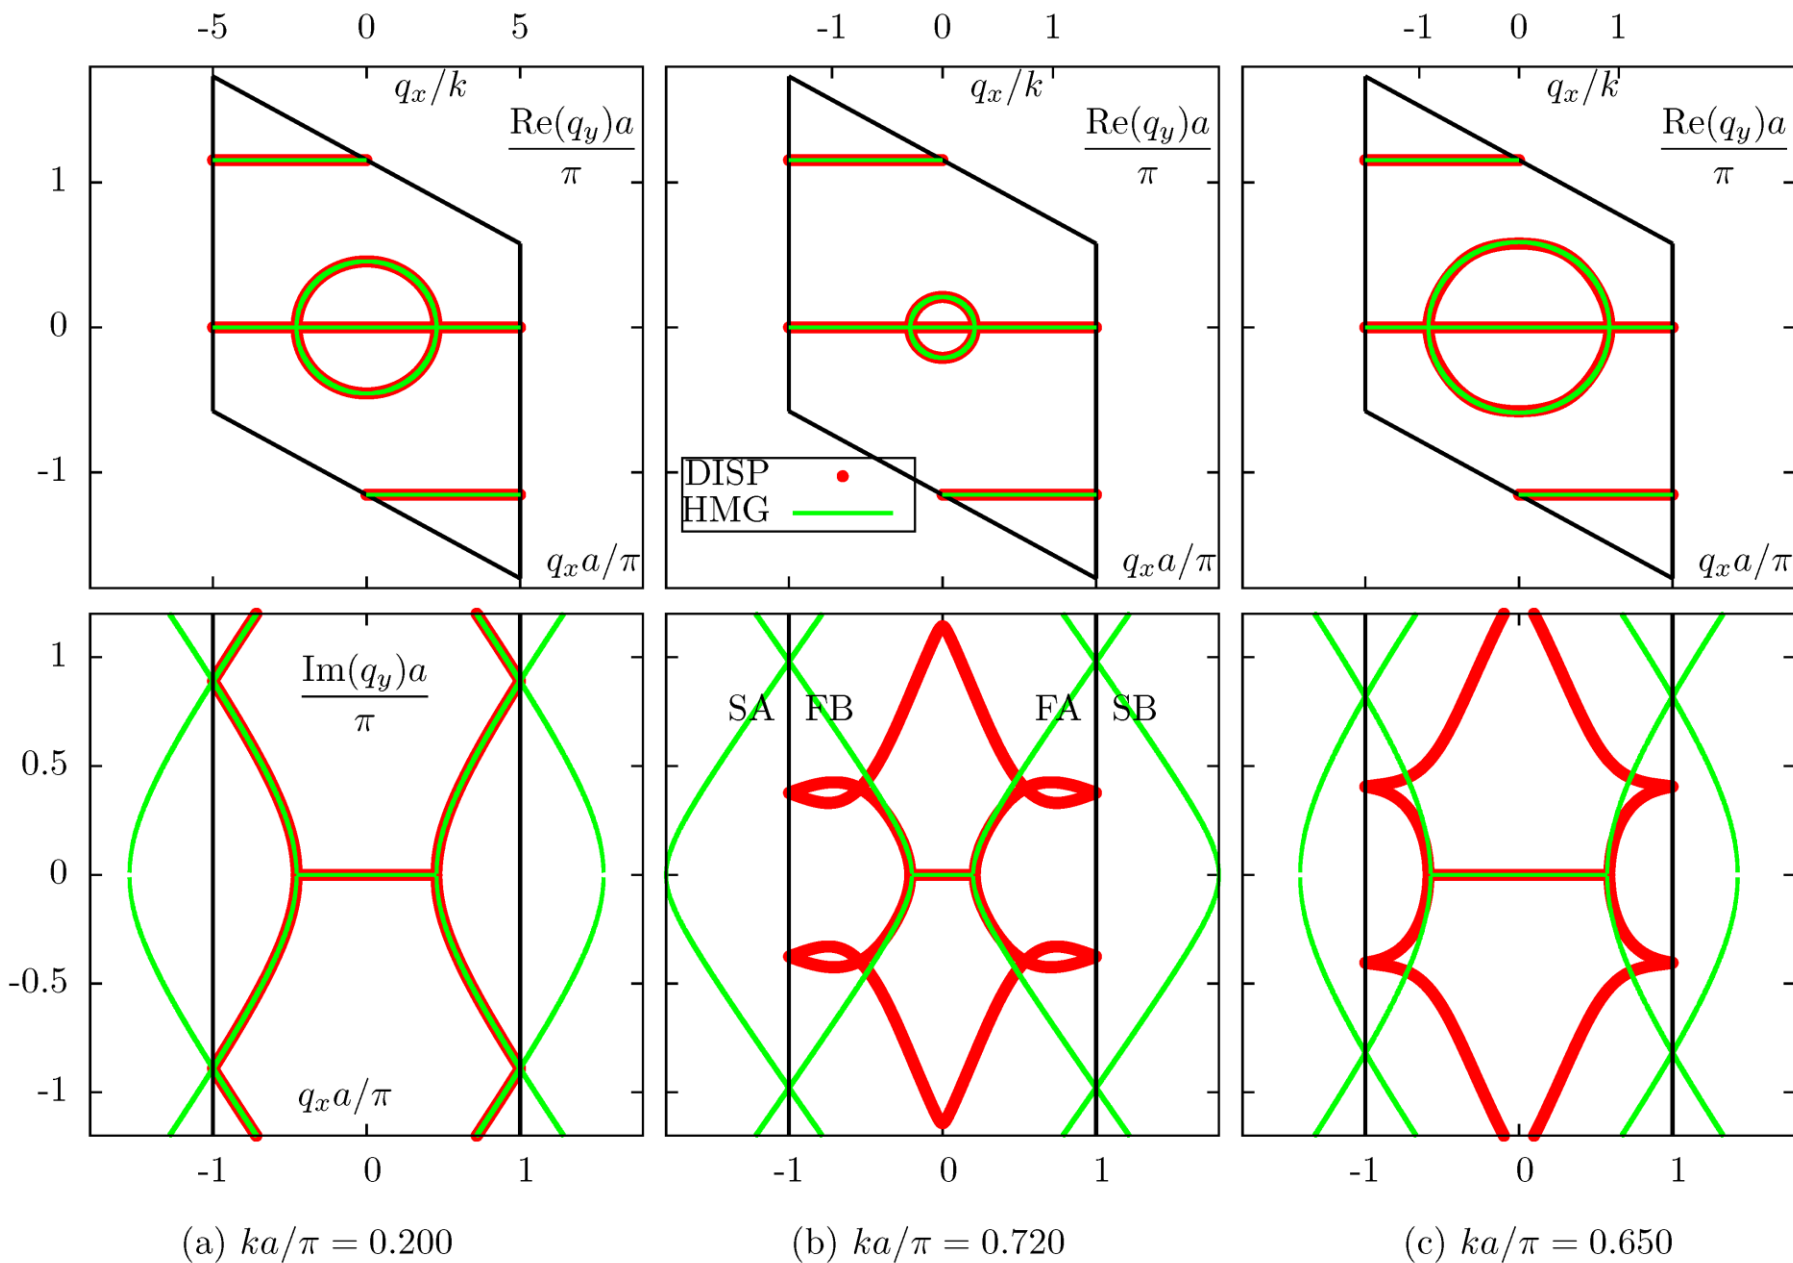 -5 0 5 -1 0 1 -1 0 1
q_x/k q_x/k q_x/k
Re(q_y)a/π Re(q_y)a/π Re(q_y)a/π
1
0
-1
DISP
HMG
q_xa/π q_xa/π q_xa/π
1
0.5
0
-0.5
-1
Im(q_y)a/π
SA FB FA SB
q_xa/π
-1 0 1 -1 0 1 -1 0 1
(a) ka/π = 0.200 (b) ka/π = 0.720 (c) ka/π = 0.650